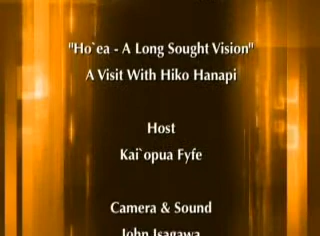 "Ho`ea - A Long Sought Vision"
A Visit With Hiko Hanapi
Host
Kai`opua Fyfe
Camera & Sound
John Isagawa